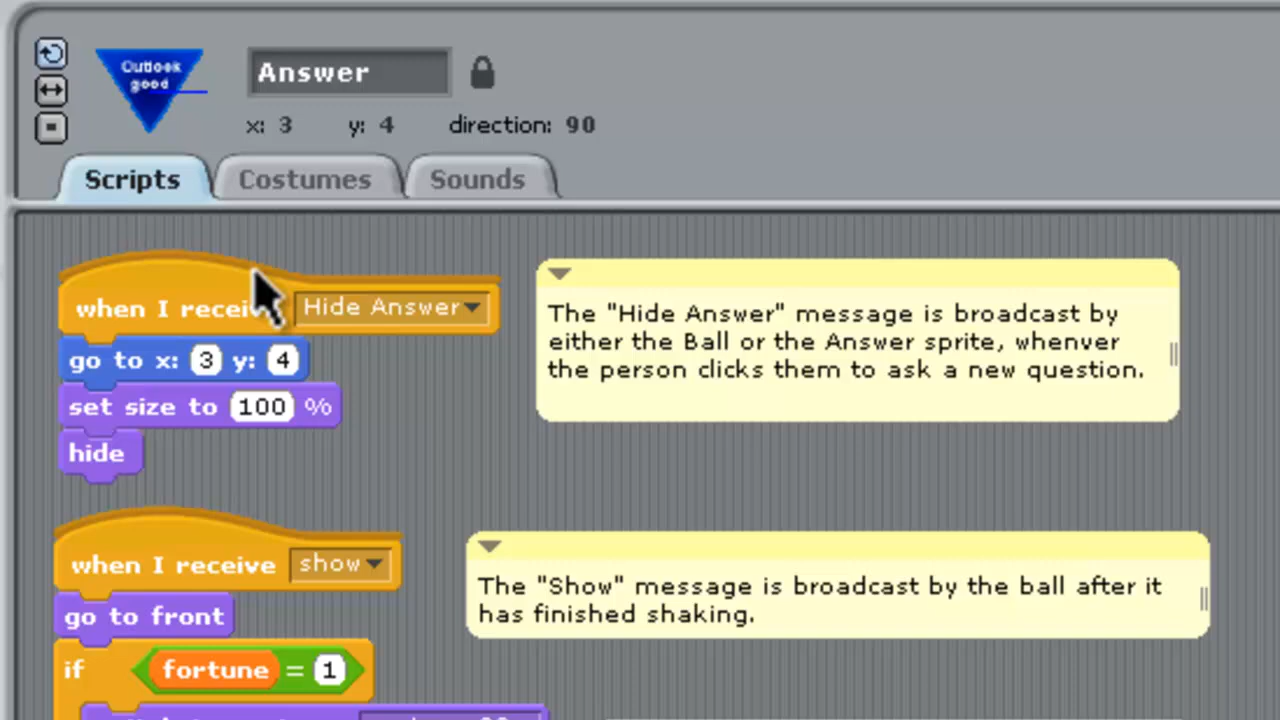 Outlook
good
Answer
x: 3 y: 4 direction: 90
Scripts Costumes Sounds
when I Hide Answer
go to x: 3 y: 4
set size to 100 %
hide
The "Hide Answer" message is broadcast by
either the Ball or the Answer sprite, whenver
the person clicks them to ask a new question.
when I receive show
go to front
if fortune = 1
The "Show" message is broadcast by the ball after it
has finished shaking.